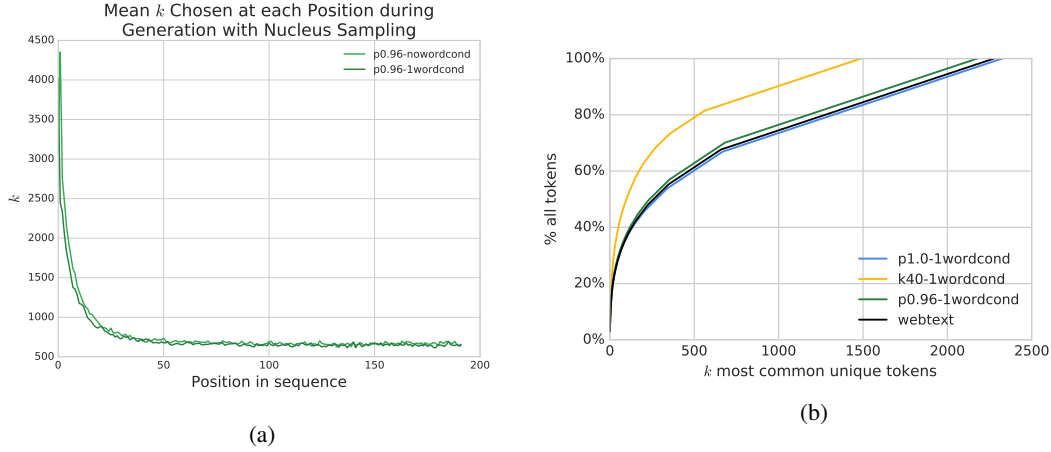 Mean k Chosen at each Position during
Generation with Nucleus Sampling
4500
4000
3500
3000
2500
2000
1500
1000
500
k
p0.96-nowordcond
p0.96-1wordcond
0
50
100
150
200
Position in sequence
(a)
100%
80%
60%
40%
20%
0%
% all tokens
p1.0-1wordcond
k40-1wordcond
p0.96-1wordcond
webtext
0
500
1000
1500
2000
2500
k most common unique tokens
(b)